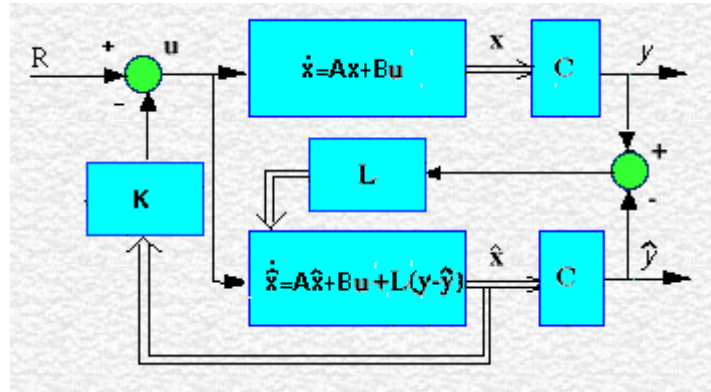 R
+
-
u
ẋ=Ax+Bu
x
C
y
K
L
+
-
x̂̇=Ax̂+Bu+L(y-ŷ)
x̂
C
ŷ